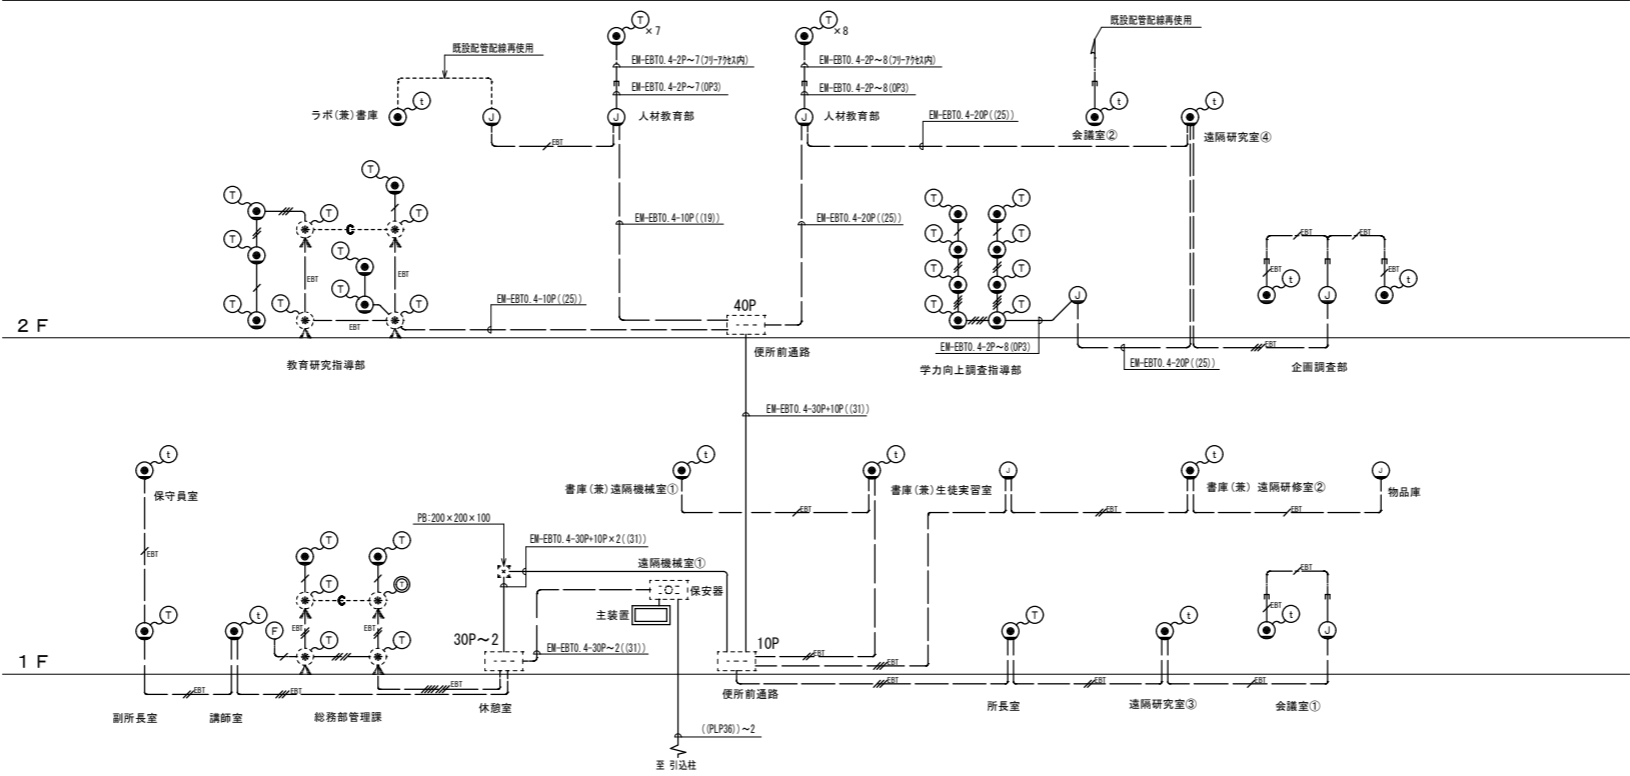 既設配管配線再使用
T
×7
T
×8
既設配管配線再使用
EM-EBT0.4-2P～7(フリーアクセス内)
EM-EBT0.4-2P～8(フリーアクセス内)
EM-EBT0.4-2P～7(OP3)
EM-EBT0.4-2P～8(OP3)
ラボ(兼)書庫
t
J
J
人材教育部
J
人材教育部
EM-EBT0.4-20P((25))
t
会議室②
t
遠隔研究室④
EBT
T
T
T
T
T
T
T
T
T
T
C
EBT
EBT
EBT
EM-EBT0.4-10P((25))
EM-EBT0.4-10P((19))
EM-EBT0.4-20P((25))
40P
便所前通路
T
T
T
T
T
T
T
T
J
EM-EBT0.4-2P～8(OP3)
EM-EBT0.4-20P((25))
EBT
EBT
EBT
EBT
t
J
t
EBT
2F
教育研究指導部
学力向上調査指導部
企画調査部
EM-EBT0.4-30P+10P((31))
t
保守員室
EBT
書庫(兼)遠隔機械室①
t
EBT
t
書庫(兼)生徒実習室
J
EBT
t
書庫(兼) 遠隔研修室②
EBT
J
物品庫
PB:200×200×100
EM-EBT0.4-30P+10P×2((31))
遠隔機械室①
保安器
主装置
T
T
T
T
C
EBT
EBT
T
t
F
T
T
30P～2
EM-EBT0.4-30P～2((31))
10P
EBT
EBT
T
t
EBT
EBT
t
J
1F
EBT
EBT
EBT
EBT
EBT
EBT
副所長室
講師室
総務部管理課
休憩室
便所前通路
所長室
遠隔研究室③
会議室①
((PLP36))～2
至 引込柱